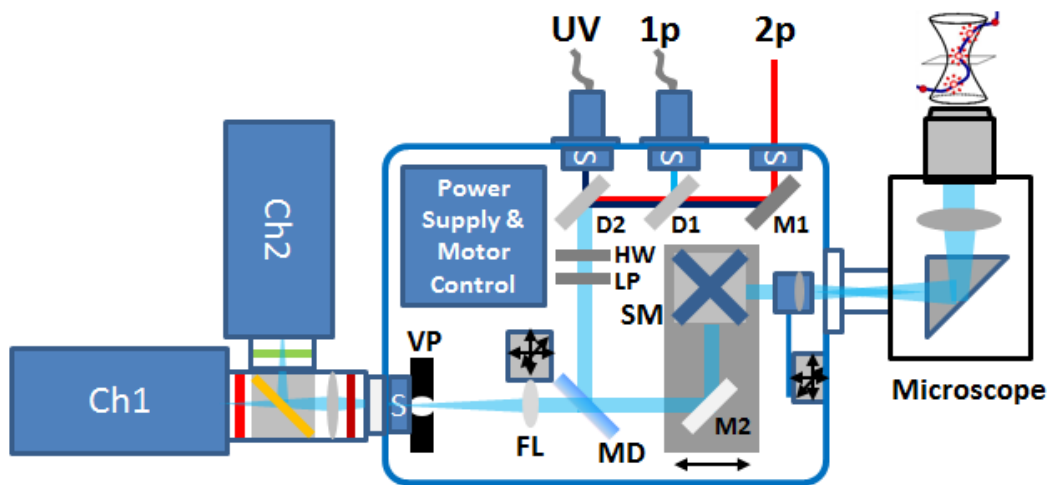 UV
1p
2p
S
S
S
Power
Supply &
Motor
Control
D2
D1
M1
HW
LP
SM
Ch2
VP
Ch1
S
FL
MD
M2
Microscope